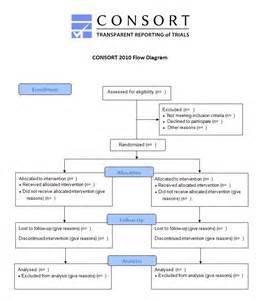 CONSORT
TRANSPARENT REPORTING of TRIALS
CONSORT 2010 Flow Diagram
Enrollment
Assessed for eligibility (n= )
Excluded (n= )
• Not meeting inclusion criteria (n= )
• Declined to participate (n= )
• Other reasons (n= )
Randomized (n= )
Allocation
Allocated to intervention (n= )
• Received allocated intervention (n= )
• Did not receive allocated intervention (give
reasons) (n= )
Allocated to intervention (n= )
• Received allocated intervention (n= )
• Did not receive allocated intervention (give
reasons) (n= )
Follow-Up
Lost to follow-up (give reasons) (n= )
Discontinued intervention (give reasons) (n= )
Lost to follow-up (give reasons) (n= )
Discontinued intervention (give reasons) (n= )
Analysis
Analysed (n= )
• Excluded from analysis (give reasons) (n= )
Analysed (n= )
• Excluded from analysis (give reasons) (n= )